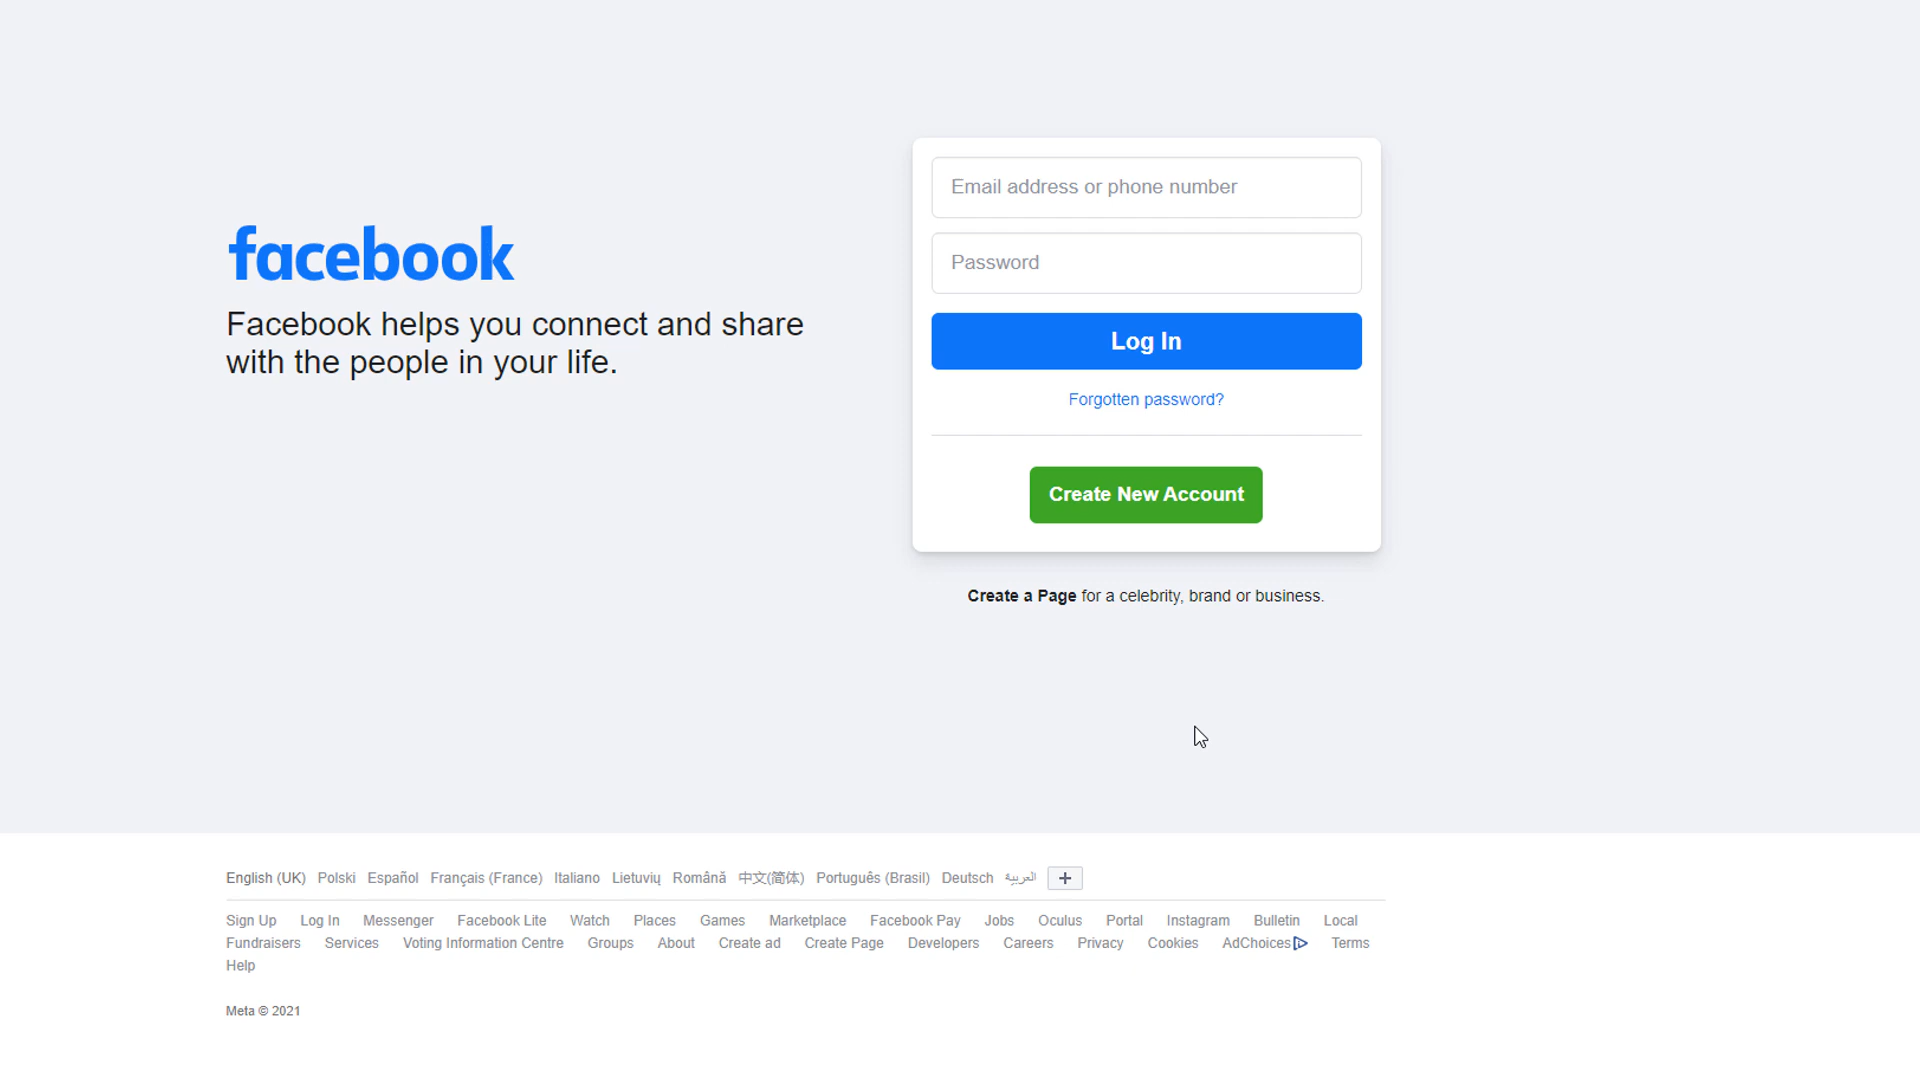 facebook
Facebook helps you connect and share
with the people in your life.
Email address or phone number
Password
Log In
Forgotten password?
Create New Account
Create a Page for a celebrity, brand or business.
English (UK) Polski Español Français (France) Italiano Lietuvių Română 中文(简体) Português (Brasil) Deutsch العربية +
Sign Up Log In Messenger Facebook Lite Watch Places Games Marketplace Facebook Pay Jobs Oculus Portal Instagram Bulletin Local
Fundraisers Services Voting Information Centre Groups About Create ad Create Page Developers Careers Privacy Cookies AdChoices Terms
Help
Meta © 2021